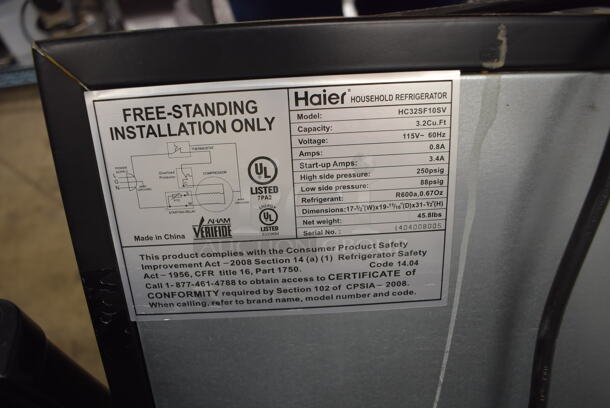 FREE-STANDING
INSTALLATION ONLY
THERMOSTAT
COMPRESSOR
UL
LISTED
7PA2
UL
AHAM
VERIFIDE
Made in China
Haier HOUSEHOLD REFRIGERATOR
Model: HC32SF10SV
Capacity: 3.2Cu.Ft
Voltage: 115V~ 60Hz
Amps: 0.8A
Start-up Amps: 3.4A
High side pressure: 250psig
Low side pressure: 88psig
Refrigerant: R600a,0.67Oz
Dimensions:17-½"(W)x19-¹¹/₁₆"(D)x31-½"(H)
Net weight: 45.8lbs
Serial No. : 1404008005
This product complies with the Consumer Product Safety
Improvement Act -2008 Section 14 (a) (1) Refrigerator Safety
Act- 1956, CFR title 16, Part 1750. Code 14.04
Call 1-877-461-4788 to obtain access to CERTIFICATE of
CONFORMITY required by Section 102 of CPSIA- 2008.
When calling, refer to brand name, model number and code.